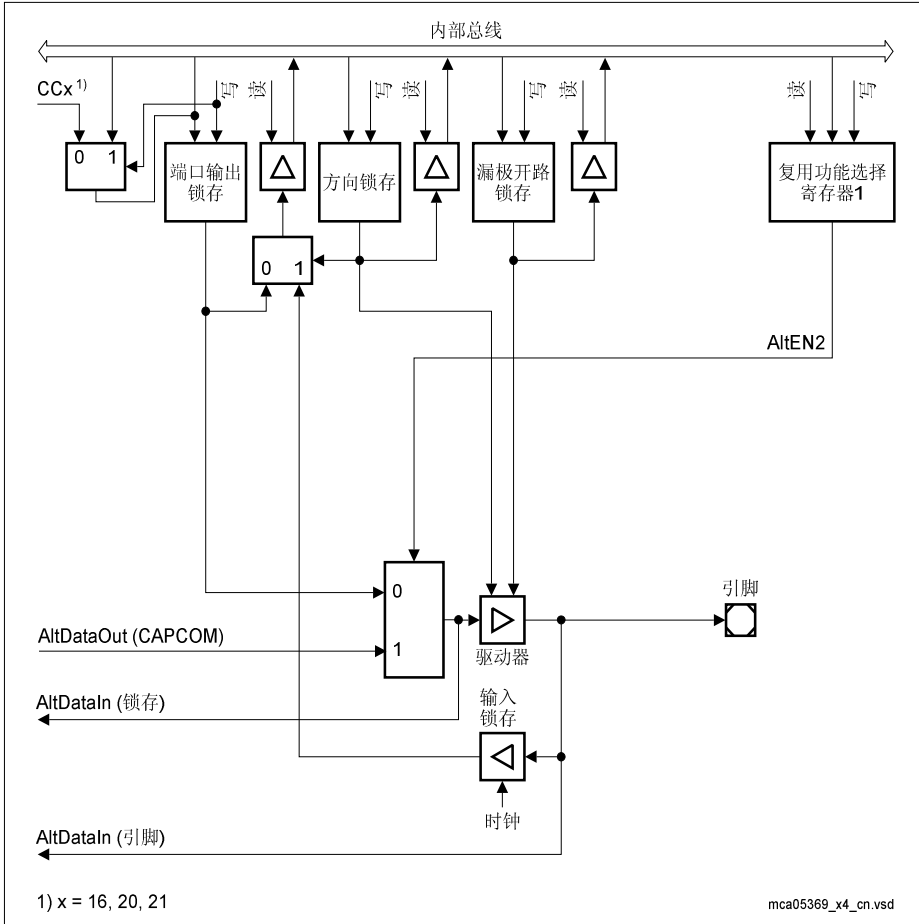 内部总线
CCx 1)
写 读 写 读 写 读 读 写
0 1
端口输出
锁存
方向锁存
漏极开路
锁存
复用功能选择
寄存器1
0 1
AltEN2
0
引脚
AltDataOut (CAPCOM)
1
驱动器
AltDataIn (锁存)
输入
锁存
时钟
AltDataIn (引脚)
1) x = 16, 20, 21
mca05369_x4_cn.vsd